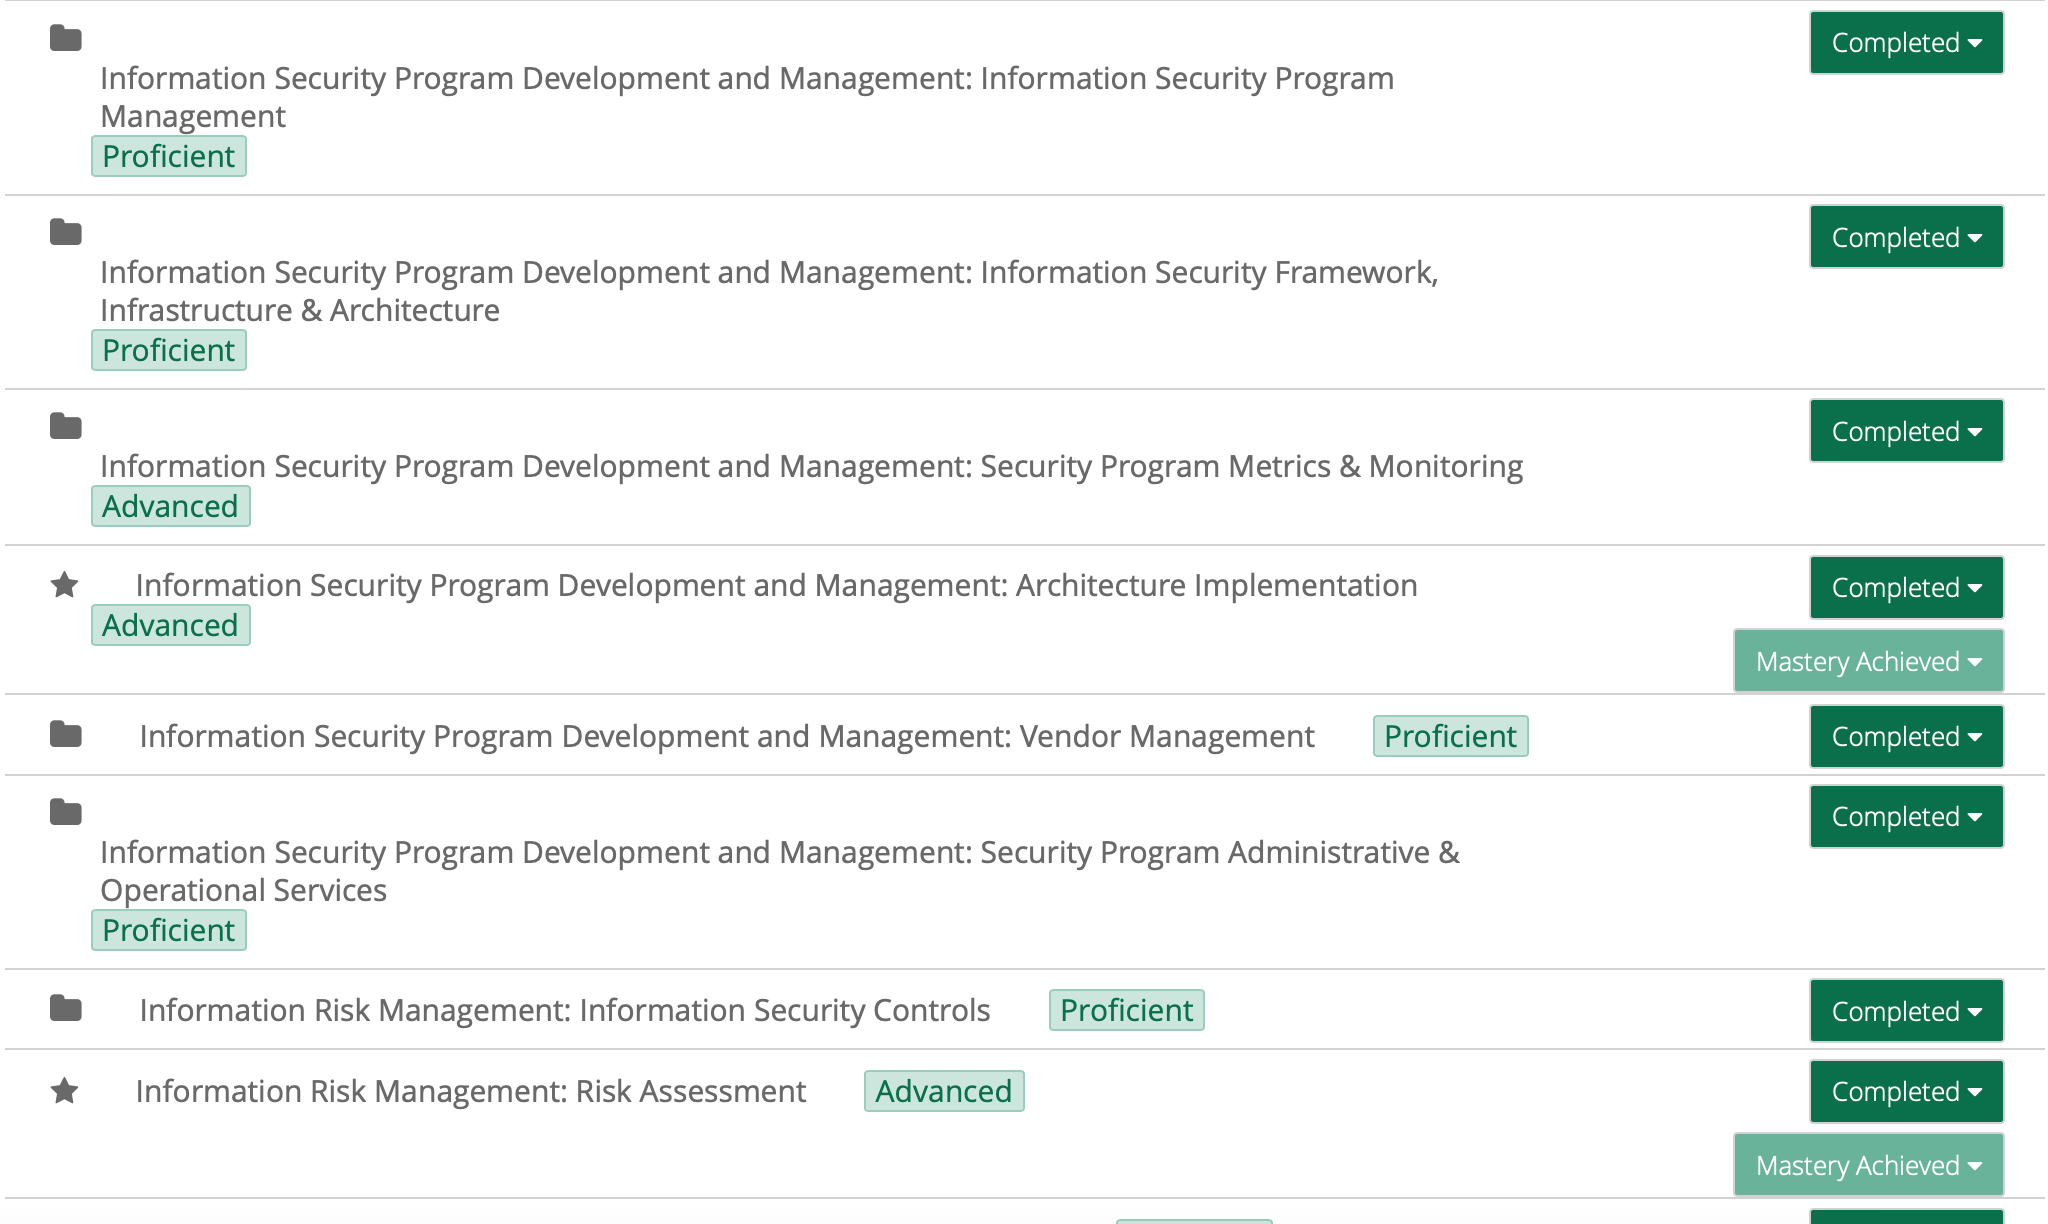 Completed
Information Security Program Development and Management: Information Security Program
Management
Proficient
Completed
Information Security Program Development and Management: Information Security Framework,
Infrastructure & Architecture
Proficient
Completed
Information Security Program Development and Management: Security Program Metrics & Monitoring
Advanced
Information Security Program Development and Management: Architecture Implementation
Completed
Advanced
Mastery Achieved
Information Security Program Development and Management: Vendor Management
Proficient
Completed
Completed
Information Security Program Development and Management: Security Program Administrative &
Operational Services
Proficient
Information Risk Management: Information Security Controls
Proficient
Completed
Information Risk Management: Risk Assessment
Advanced
Completed
Mastery Achieved